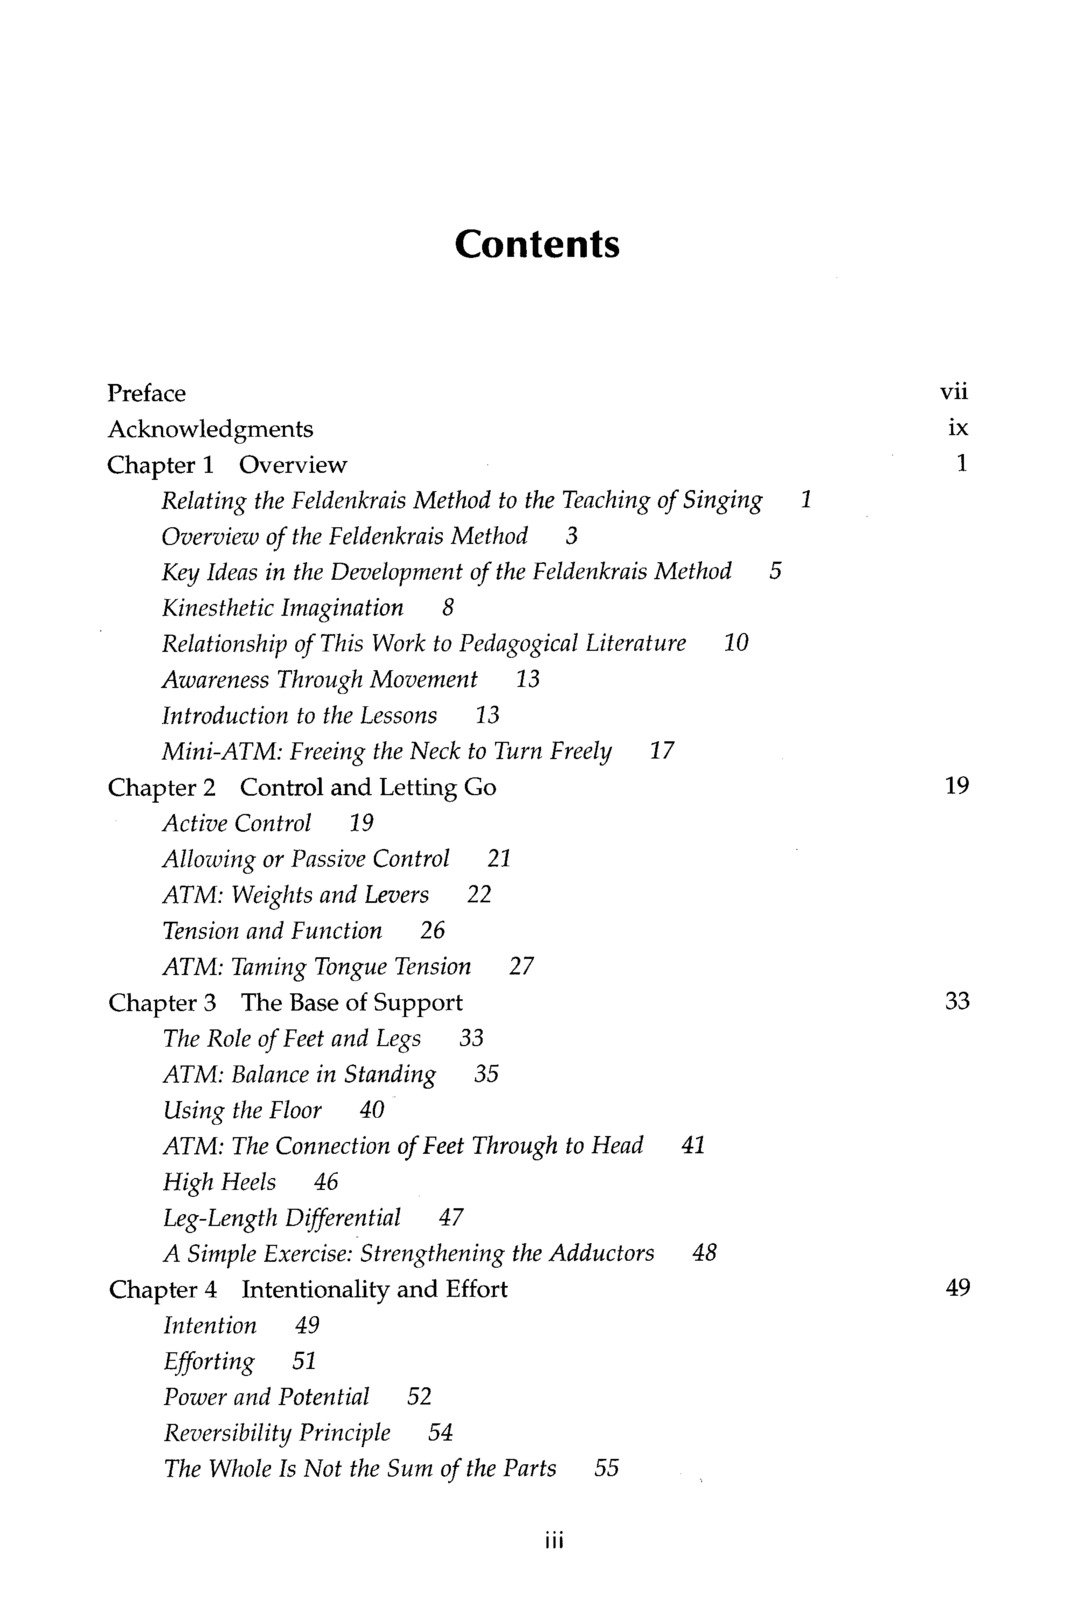 Contents
Preface vii
Acknowledgments ix
Chapter 1 Overview 1
Relating the Feldenkrais Method to the Teaching of Singing 1
Overview of the Feldenkrais Method 3
Key Ideas in the Development of the Feldenkrais Method 5
Kinesthetic Imagination 8
Relationship of This Work to Pedagogical Literature 10
Awareness Through Movement 13
Introduction to the Lessons 13
Mini-ATM: Freeing the Neck to Turn Freely 17
Chapter 2 Control and Letting Go 19
Active Control 19
Allowing or Passive Control 21
ATM: Weights and Levers 22
Tension and Function 26
ATM: Taming Tongue Tension 27
Chapter 3 The Base of Support 33
The Role of Feet and Legs 33
ATM: Balance in Standing 35
Using the Floor 40
ATM: The Connection of Feet Through to Head 41
High Heels 46
Leg-Length Differential 47
A Simple Exercise: Strengthening the Adductors 48
Chapter 4 Intentionality and Effort 49
Intention 49
Efforting 51
Power and Potential 52
Reversibility Principle 54
The Whole Is Not the Sum of the Parts 55
iii